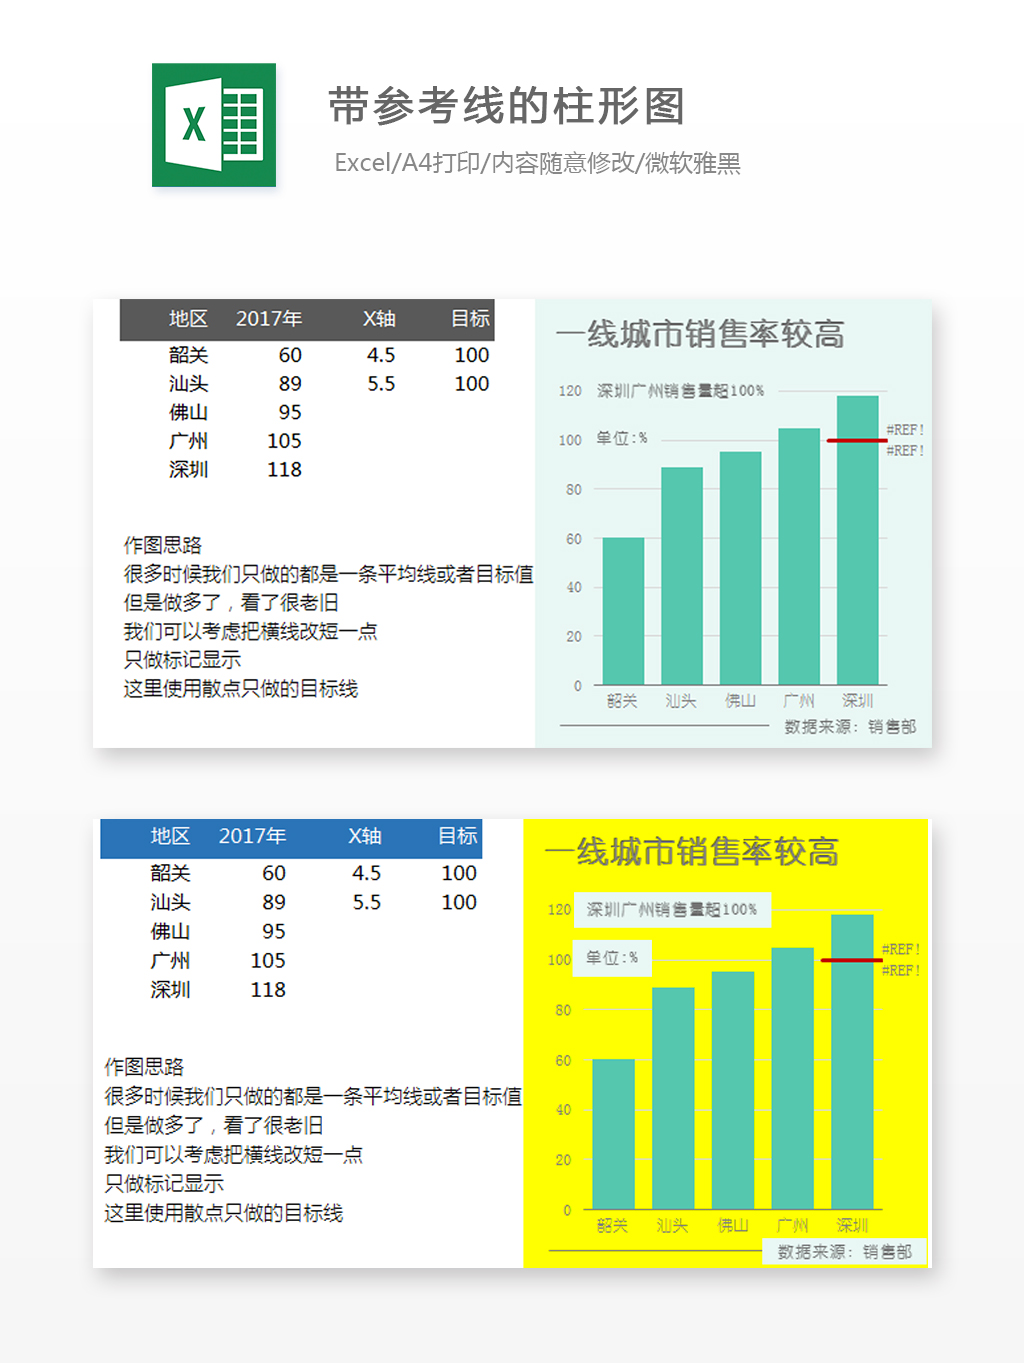 X
带参考线的柱形图
Excel/A4打印/内容随意修改/微软雅黑
地区 2017年 X轴 目标
韶关 60 4.5 100
汕头 89 5.5 100
佛山 95
广州 105
深圳 118
作图思路
很多时候我们只做的都是一条平均线或者目标值
但是做多了，看了很老旧
我们可以考虑把横线改短一点
只做标记显示
这里使用散点只做的目标线
一线城市销售率较高
120 深圳广州销售量超100%
100 单位:%
#REF!
#REF!
80
60
40
20
0
韶关 汕头 佛山 广州 深圳
数据来源：销售部
地区 2017年 X轴 目标
韶关 60 4.5 100
汕头 89 5.5 100
佛山 95
广州 105
深圳 118
作图思路
很多时候我们只做的都是一条平均线或者目标值
但是做多了，看了很老旧
我们可以考虑把横线改短一点
只做标记显示
这里使用散点只做的目标线
一线城市销售率较高
120 深圳广州销售量超100%
100 单位:%
#REF!
#REF!
80
60
40
20
0
韶关 汕头 佛山 广州 深圳
数据来源：销售部